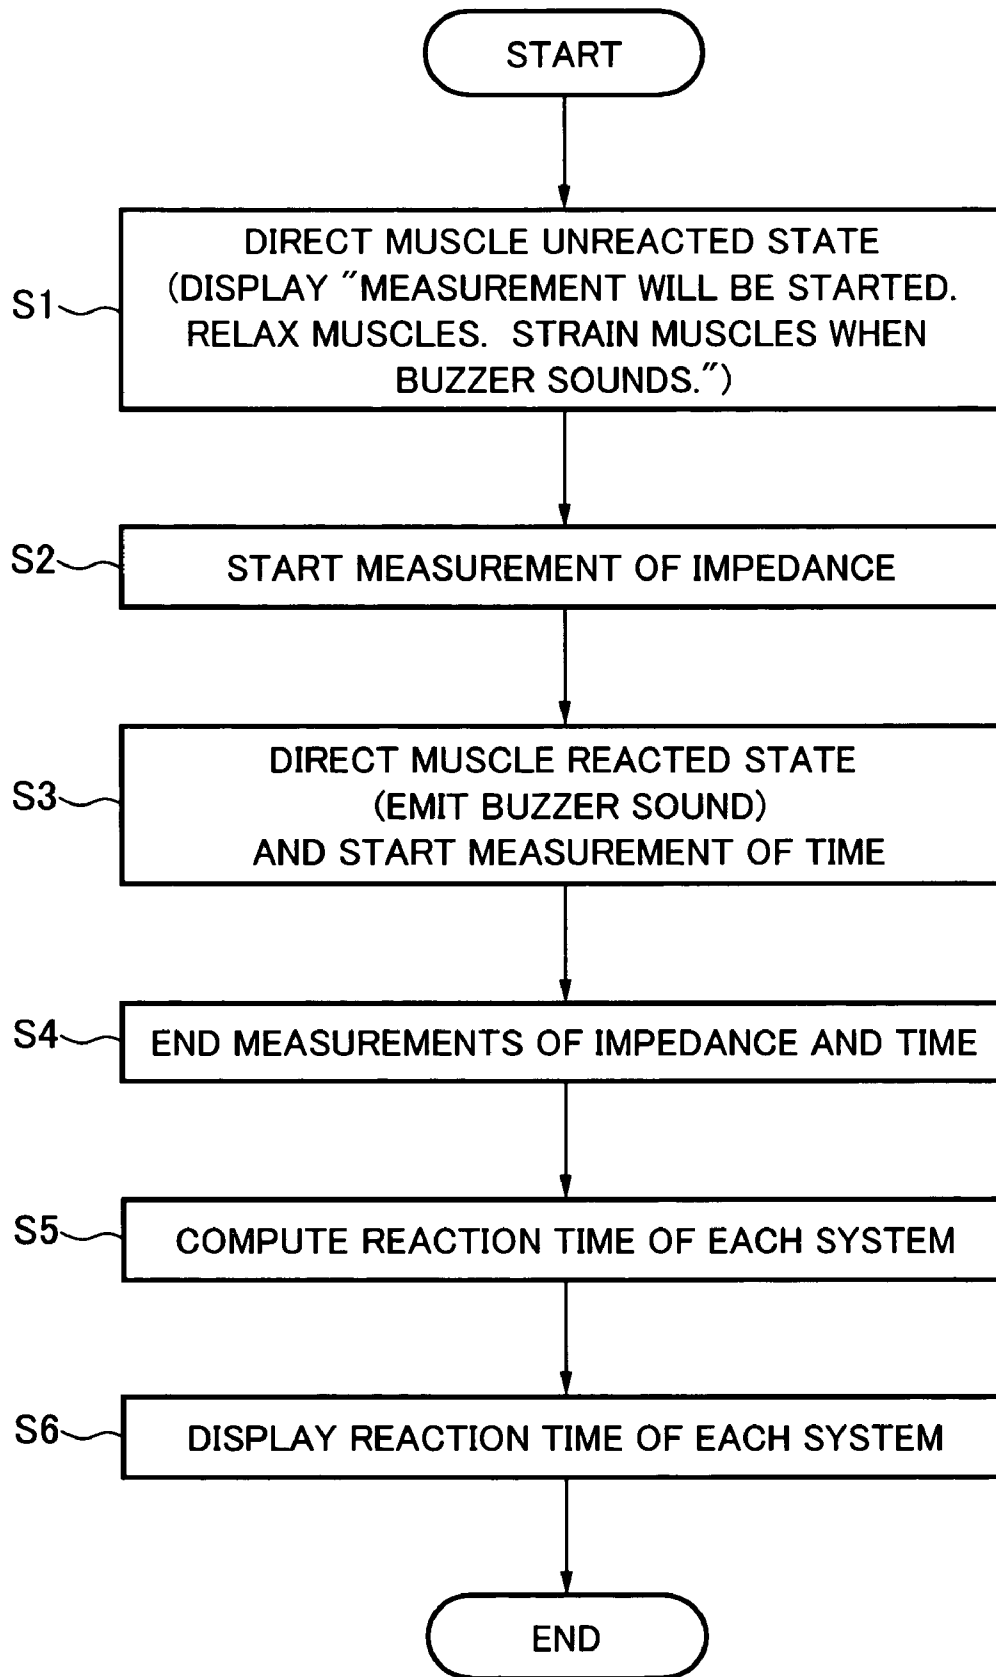 START
S1
DIRECT MUSCLE UNREACTED STATE
(DISPLAY "MEASUREMENT WILL BE STARTED.
RELAX MUSCLES. STRAIN MUSCLES WHEN
BUZZER SOUNDS.")
S2
START MEASUREMENT OF IMPEDANCE
S3
DIRECT MUSCLE REACTED STATE
(EMIT BUZZER SOUND)
AND START MEASUREMENT OF TIME
S4
END MEASUREMENTS OF IMPEDANCE AND TIME
S5
COMPUTE REACTION TIME OF EACH SYSTEM
S6
DISPLAY REACTION TIME OF EACH SYSTEM
END